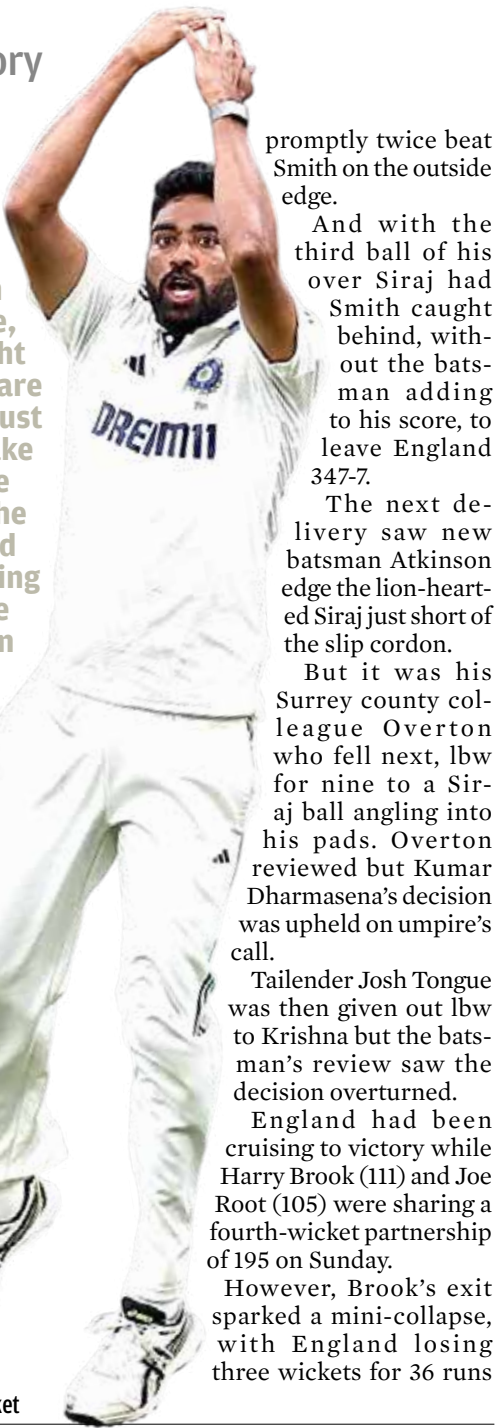 ory
e,
ht
are
ust
ke
e
he
d
ing
e
n
DREAM11
promptly twice beat
Smith on the outside
edge.
And with the
third ball of his
over Siraj had
Smith caught
behind, with-
out the bats-
man adding
to his score, to
leave England
347-7.
The next de-
livery saw new
batsman Atkinson
edge the lion-heart-
ed Siraj just short of
the slip cordon.
But it was his
Surrey county col-
league Overton
who fell next, lbw
for nine to a Sir-
aj ball angling into
his pads. Overton
reviewed but Kumar
Dharmasena's decision
was upheld on umpire's
call.
Tailender Josh Tongue
was then given out lbw
to Krishna but the bats-
man's review saw the
decision overturned.
England had been
cruising to victory while
Harry Brook (111) and Joe
Root (105) were sharing a
fourth-wicket partnership
of 195 on Sunday.
However, Brook's exit
sparked a mini-collapse,
with England losing
three wickets for 36 runs
ket